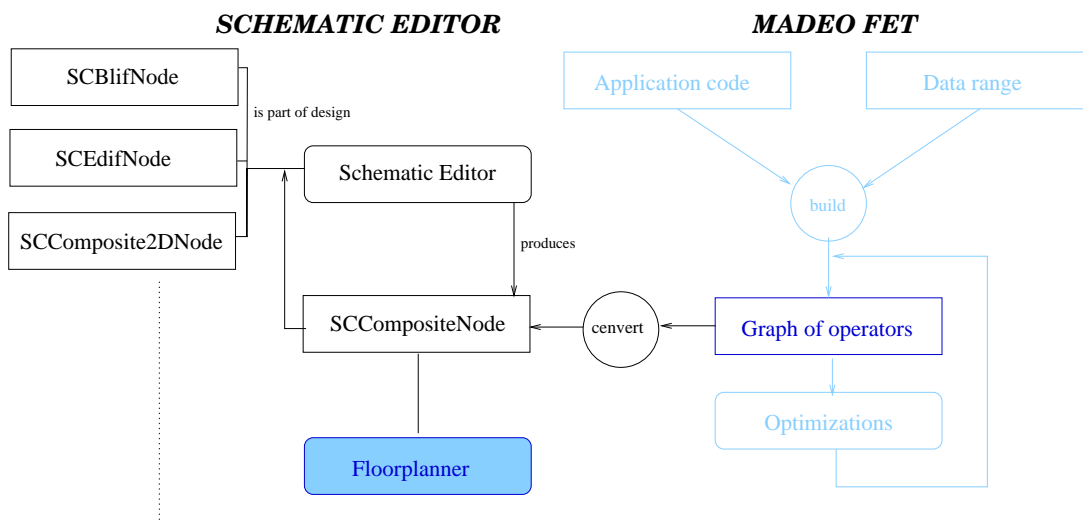 SCHEMATIC EDITOR
MADEO FET
SCBlifNode
Application code
Data range
is part of design
SCEdifNode
Schematic Editor
build
SCComposite2DNode
produces
SCCompositeNode
cenvert
Graph of operators
Optimizations
Floorplanner